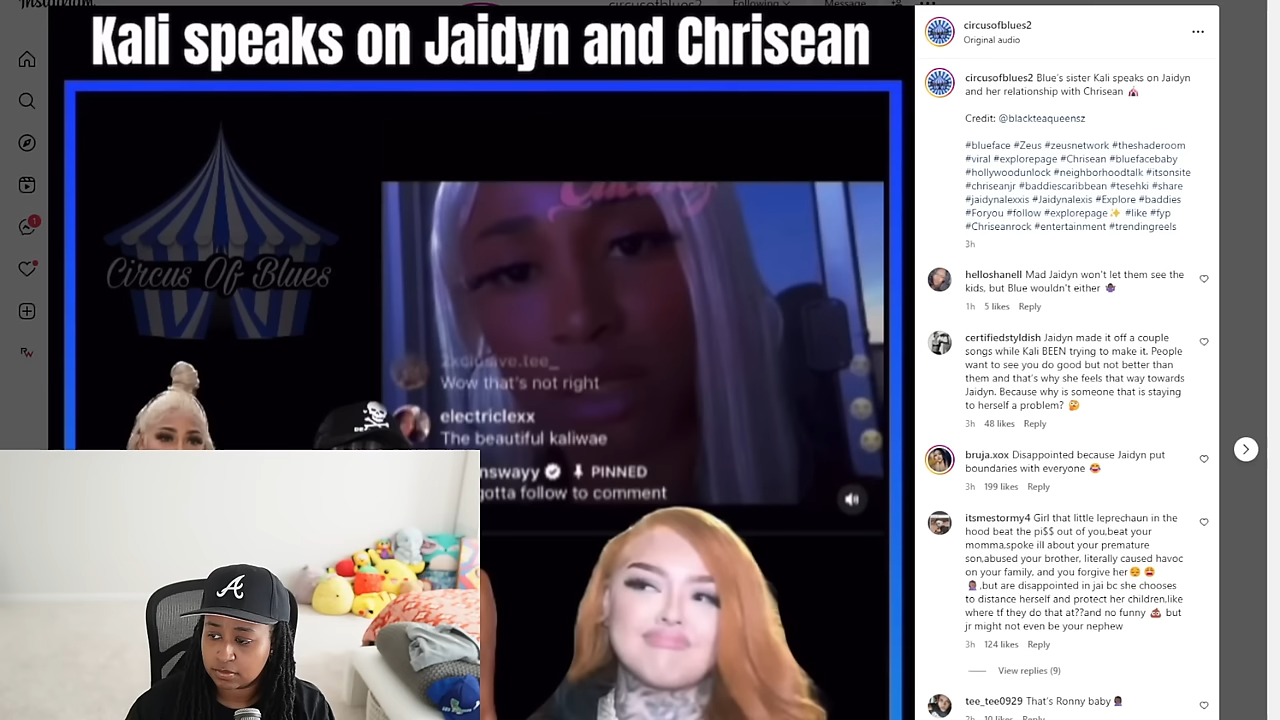 Following
Message
Kali speaks on Jaidyn and Chrisean
Circus Of Blues
2xclusive.tee_
Wow that's not right
electriclexx
The beautiful kaliwae
nswayy PINNED
gotta follow to comment
A
1
RW
circusofblues2
Original audio
circusofblues2 Blue's sister Kali speaks on Jaidyn
and her relationship with Chrisean 🎪
Credit: @blackteaqueensz
#blueface #Zeus #zeusnetwork #theshaderoom
#viral #explorepage #Chrisean #bluefacebaby
#hollywoodunlock #neighborhoodtalk #itsonsite
#chriseanjr #baddiescaribbean #tesehki #share
#jaidynalexxis #Jaidynalexis #Explore #baddies
#Foryou #follow #explorepage✨ #like #fyp
#Chriseanrock #entertainment #trendingreels
3h
helloshanell Mad Jaidyn won't let them see the
kids, but Blue wouldn't either 🤷🏿‍♀️
1h 5 likes Reply
certifiedstyldish Jaidyn made it off a couple
songs while Kali BEEN trying to make it. People
want to see you do good but not better than
them and that's why she feels that way towards
Jaidyn. Because why is someone that is staying
to herself a problem? 🤔
3h 48 likes Reply
bruja.xox Disappointed because Jaidyn put
boundaries with everyone 😂
3h 199 likes Reply
itsmestormy4 Girl that little leprechaun in the
hood beat the pi$$ out of you,beat your
momma,spoke ill about your premature
son,abused your brother, literally caused havoc
on your family, and you forgive her
,but are disappointed in jai bc she chooses
to distance herself and protect her children,like
where tf they do that at??and no funny 💩 but
jr might not even be your nephew
3h 124 likes Reply
View replies (9)
tee_tee0929 That's Ronny baby